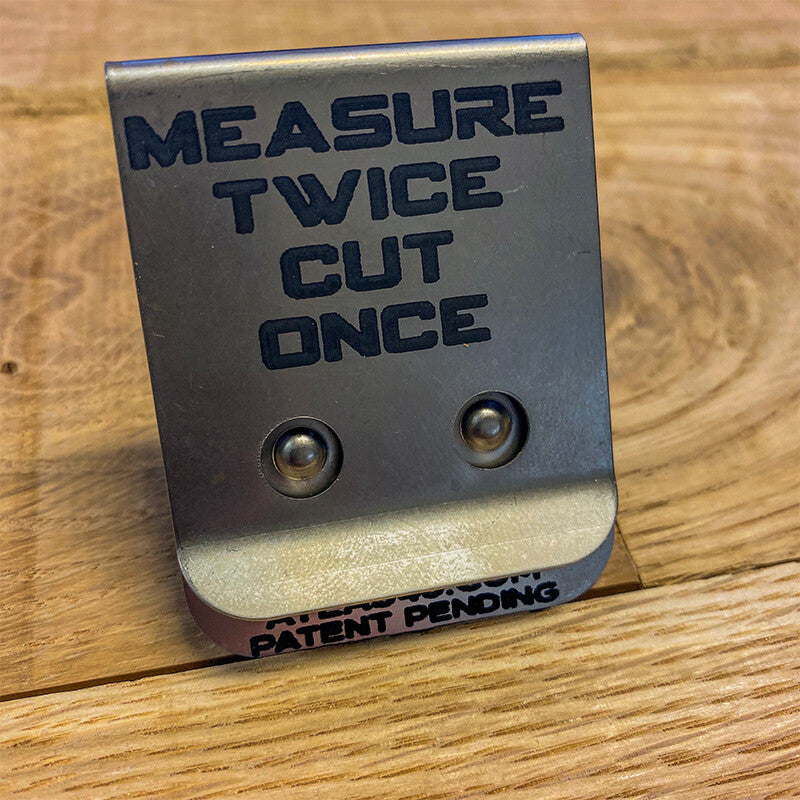 MEASURE
TWICE
CUT
ONCE
PATENT PENDING